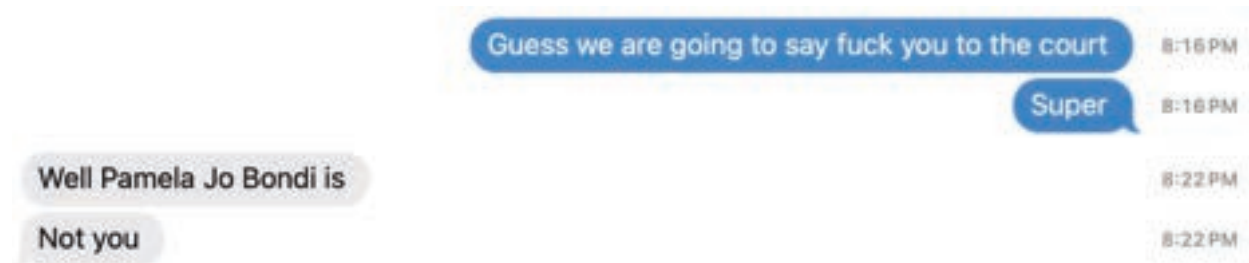 Guess we are going to say fuck you to the court
8:16 PM
Super
8:16 PM
Well Pamela Jo Bondi is
8:22 PM
Not you
8:22 PM